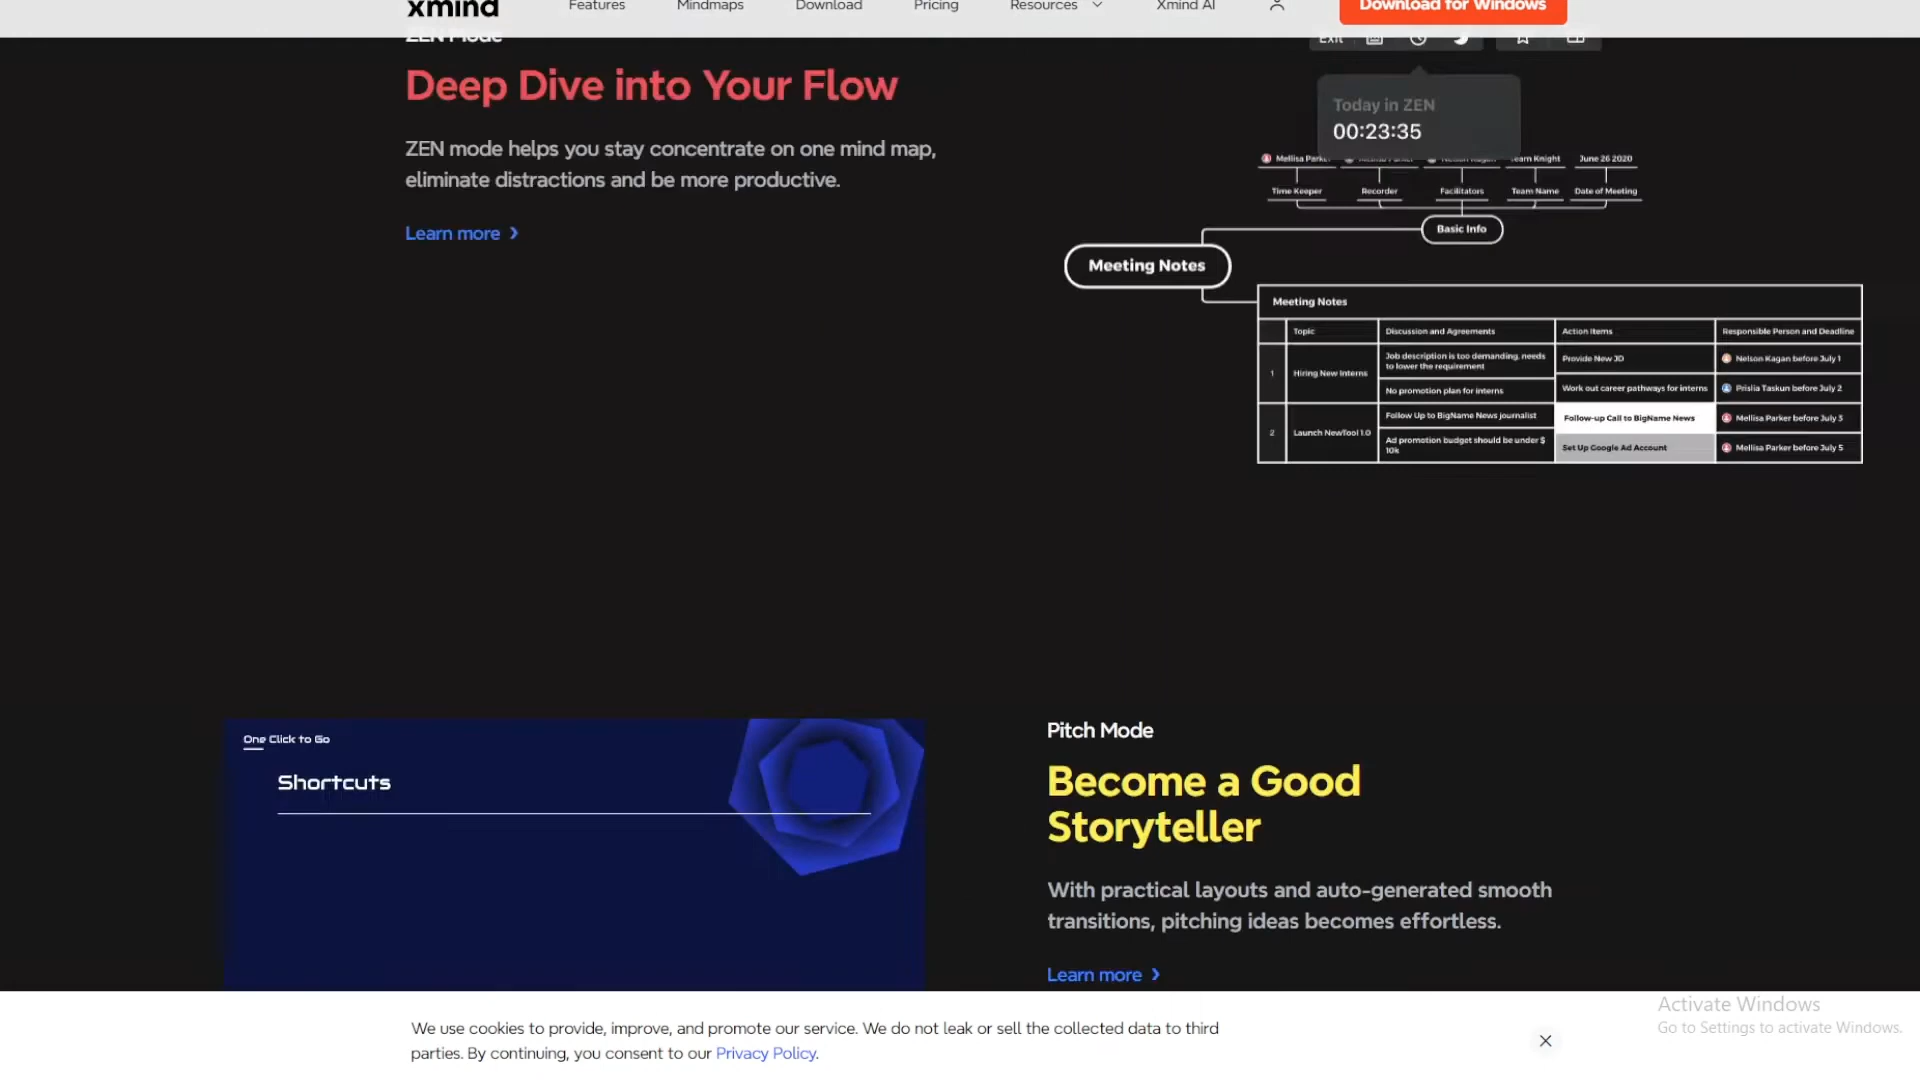 xmind
Features
Mindmaps
Download
Pricing
Resources
Xmind AI
Download for Windows
ZEN Mode
Deep Dive into Your Flow
ZEN mode helps you stay concentrate on one mind map,
eliminate distractions and be more productive.
Learn more
Exit
Today in ZEN
00:23:35
Mellisa Parker
Team Knight
June 26 2020
Time Keeper
Recorder
Facilitators
Team Name
Date of Meeting
Basic Info
Meeting Notes
Meeting Notes
Topic
Discussion and Agreements
Action Items
Responsible Person and Deadline
1
Hiring New Interns
Job description is too demanding, needs
to lower the requirement
Provide New JD
Nelson Kagan before July 1
No promotion plan for interns
Work out career pathways for interns
Prislia Taskun before July 2
2
Launch NewTool 1.0
Follow Up to BigName News journalist
Follow-up Call to BigName News
Mellisa Parker before July 3
Ad promotion budget should be under $
10k
Set Up Google Ad Account
Mellisa Parker before July 5
One Click to Go
Shortcuts
Pitch Mode
Become a Good
Storyteller
With practical layouts and auto-generated smooth
transitions, pitching ideas becomes effortless.
Learn more
We use cookies to provide, improve, and promote our service. We do not leak or sell the collected data to third
parties. By continuing, you consent to our Privacy Policy.
Activate Windows
Go to Settings to activate Windows.